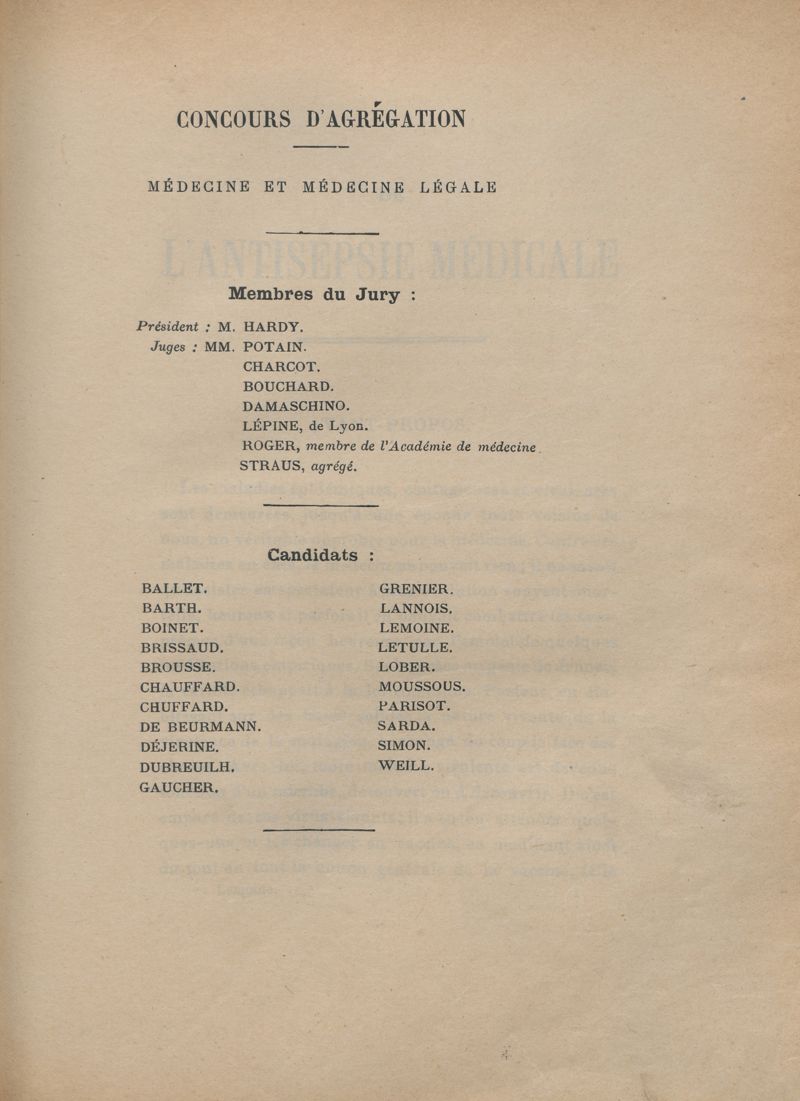 CONCOURS D'AGRÉGATION
MÉDECINE ET MÉDECINE LÉGALE
L'ANTISEPSIE MÉDICALE
Membres du Jury :
Président : M. HARDY.
Juges : MM. POTAIN.
CHARCOT.
BOUCHARD.
DAMASCHINO.
LÉPINE, de Lyon.
ROGER, membre de l'Académie de médecine.
STRAUS, agrégé.
Candidats :
BALLET.
BARTH.
BOINET.
BRISSAUD.
BROUSSE.
CHAUFFARD.
CHUFFARD.
DE BEURMANN.
DÉJERINE.
DUBREUILH.
GAUCHER.
GRENIER.
LANNOIS.
LEMOINE.
LETULLE.
LOBER.
MOUSSOUS.
PARISOT.
SARDA.
SIMON.
WEILL.